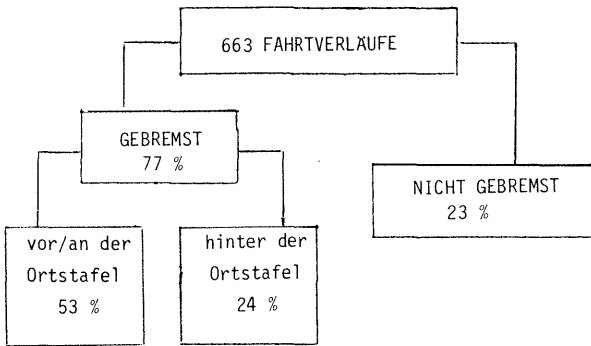 663 FAHRTVERLÄUFE
GEBREMST
77 %
NICHT GEBREMST
23 %
vor/an der
Ortstafel
53 %
hinter der
Ortstafel
24 %